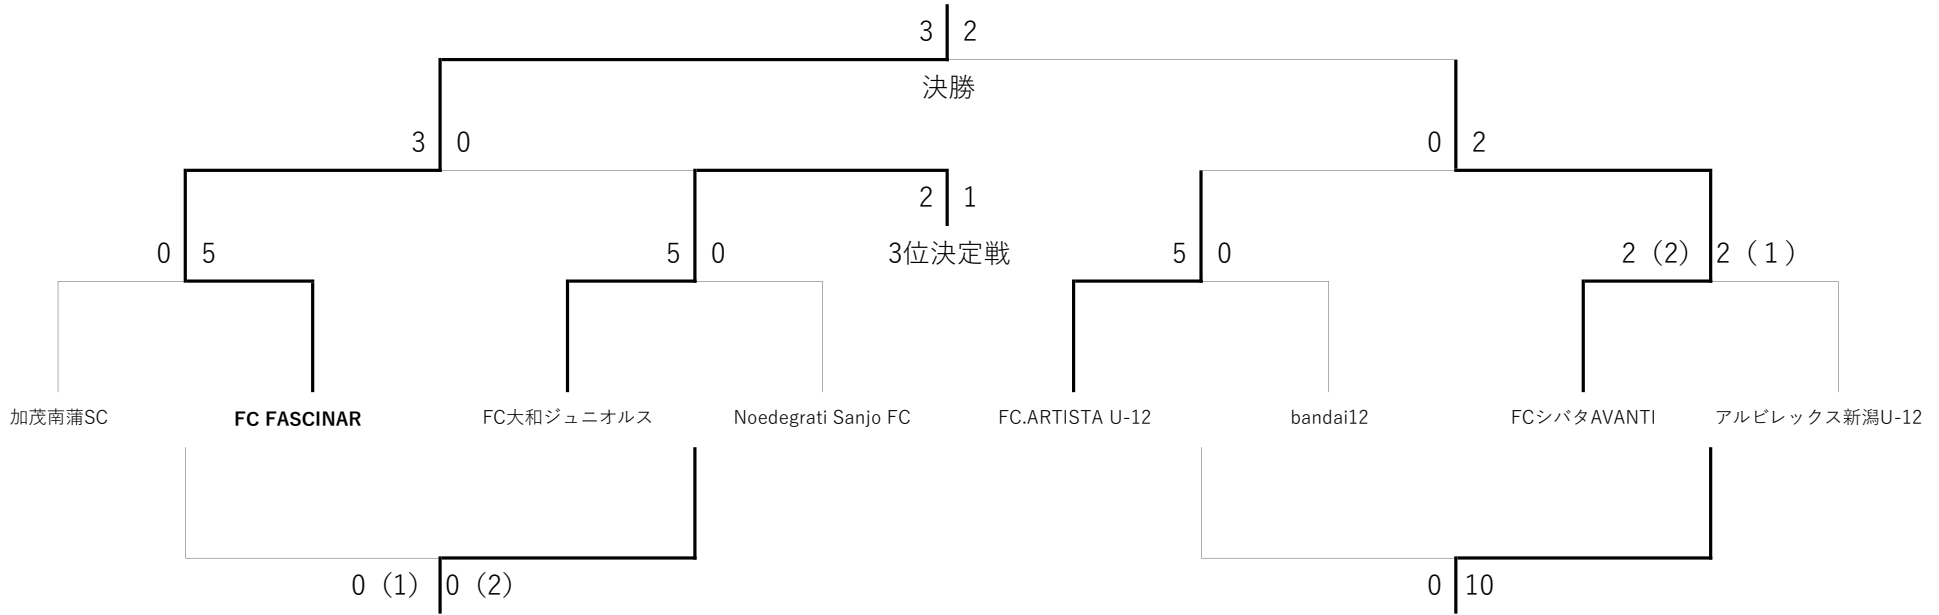 3 2
決勝
3 0
0 2
2 1
0 5
5 0
3位決定戦
5 0
2（2） 2（１）
加茂南蒲SC
FC FASCINAR
FC大和ジュニオルス
Noedegrati Sanjo FC
FC.ARTISTA U-12
bandai12
FCシバタAVANTI
アルビレックス新潟U-12
0（1） 0（2）
0 10